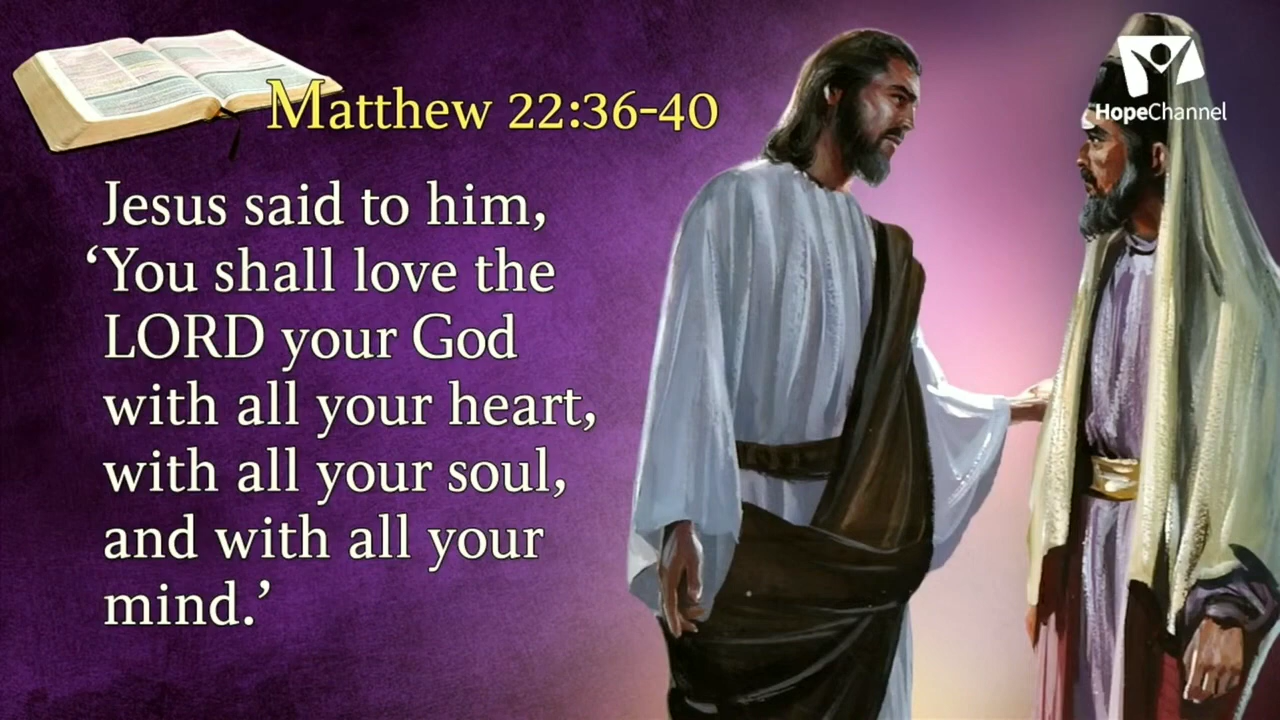 Matthew 22:36-40
HopeChannel
Jesus said to him,
‘You shall love the
LORD your God
with all your heart,
with all your soul,
and with all your
mind.’